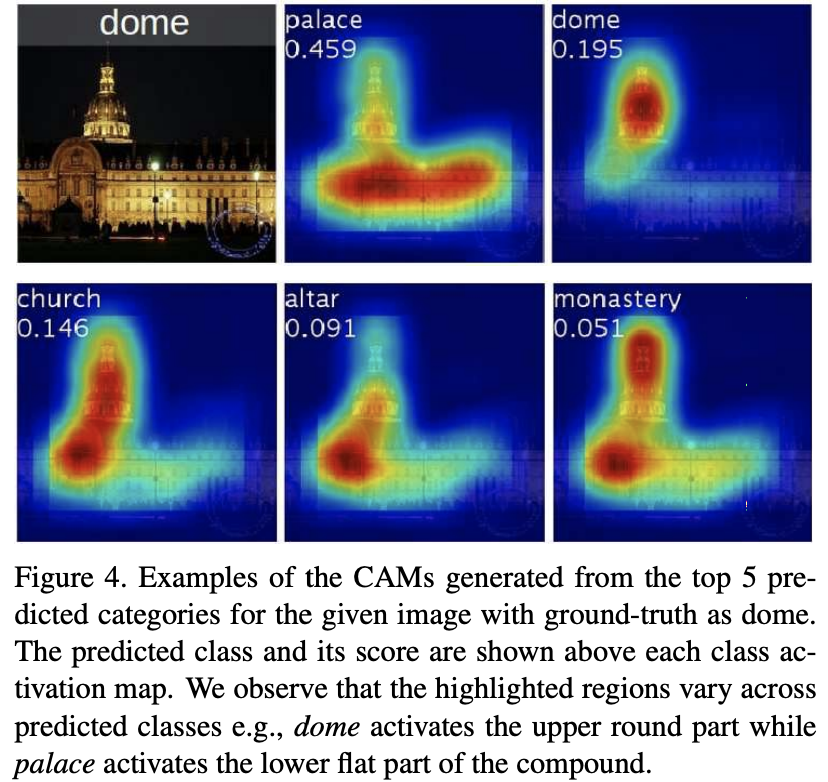 dome
palace
0.459
dome
0.195
church
0.146
altar
0.091
monastery
0.051
Figure 4. Examples of the CAMs generated from the top 5 pre-
dicted categories for the given image with ground-truth as dome.
The predicted class and its score are shown above each class ac-
tivation map. We observe that the highlighted regions vary across
predicted classes e.g., dome activates the upper round part while
palace activates the lower flat part of the compound.